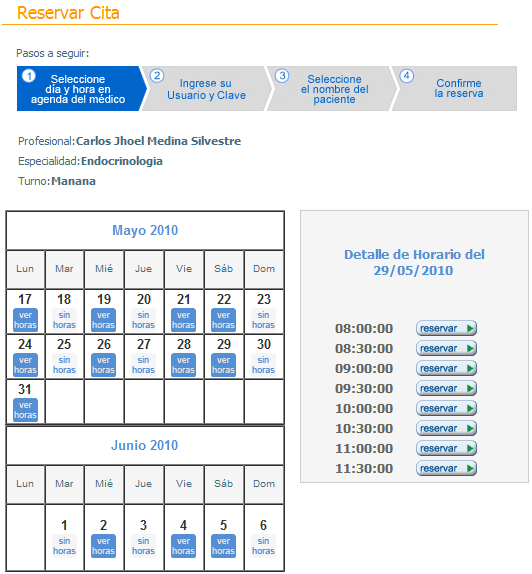 Reservar Cita
Pasos a seguir:
1 Seleccione día y hora en agenda del médico
2 Ingrese su Usuario y Clave
3 Seleccione el nombre del paciente
4 Confirme la reserva
Profesional:Carlos Jhoel Medina Silvestre
Especialidad:Endocrinologia
Turno:Manana
Mayo 2010
Lun Mar Mié Jue Vie Sáb Dom
17 18 19 20 21 22 23
ver horas sin horas ver horas sin horas ver horas ver horas sin horas
24 25 26 27 28 29 30
ver horas sin horas ver horas sin horas ver horas ver horas sin horas
31
ver horas
Junio 2010
Lun Mar Mié Jue Vie Sáb Dom
1 2 3 4 5 6
sin horas ver horas sin horas ver horas ver horas sin horas
Detalle de Horario del
29/05/2010
08:00:00 reservar
08:30:00 reservar
09:00:00 reservar
09:30:00 reservar
10:00:00 reservar
10:30:00 reservar
11:00:00 reservar
11:30:00 reservar